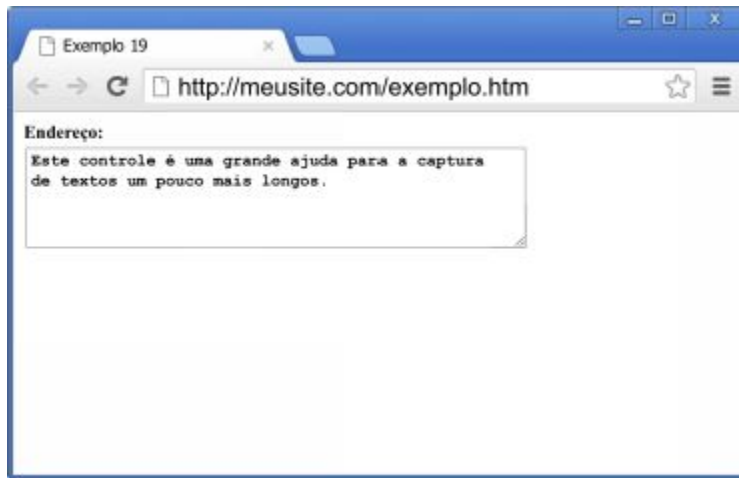 Exemplo 19
http://meusite.com/exemplo.htm
Endereço:
Este controle é uma grande ajuda para a captura
de textos um pouco mais longos.